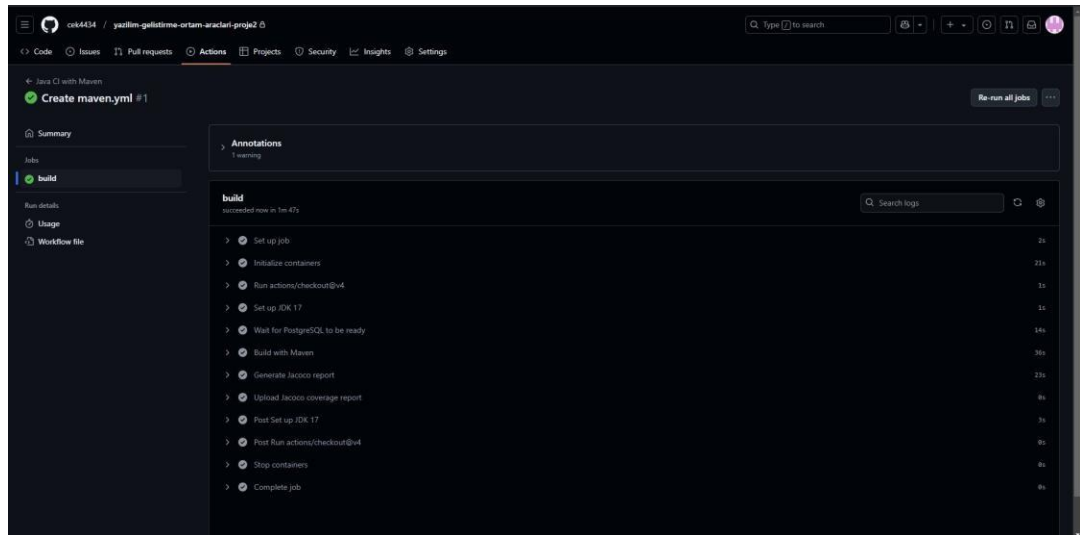 cek4434 / yazilim-gelistirme-ortam-araclari-proje2
Type / to search
Code Issues Pull requests Actions Projects Security Insights Settings
← Java CI with Maven
Create maven.yml #1
Re-run all jobs
Summary
Jobs
build
Run details
Usage
Workflow file
Annotations
1 warning
build
succeeded now in 1m 47s
Search logs
Set up job 2s
Initialize containers 21s
Run actions/checkout@v4 1s
Set up JDK 17 1s
Wait for PostgreSQL to be ready 14s
Build with Maven 36s
Generate Jacoco report 23s
Upload Jacoco coverage report 0s
Post Set up JDK 17 3s
Post Run actions/checkout@v4 0s
Stop containers 0s
Complete job 0s